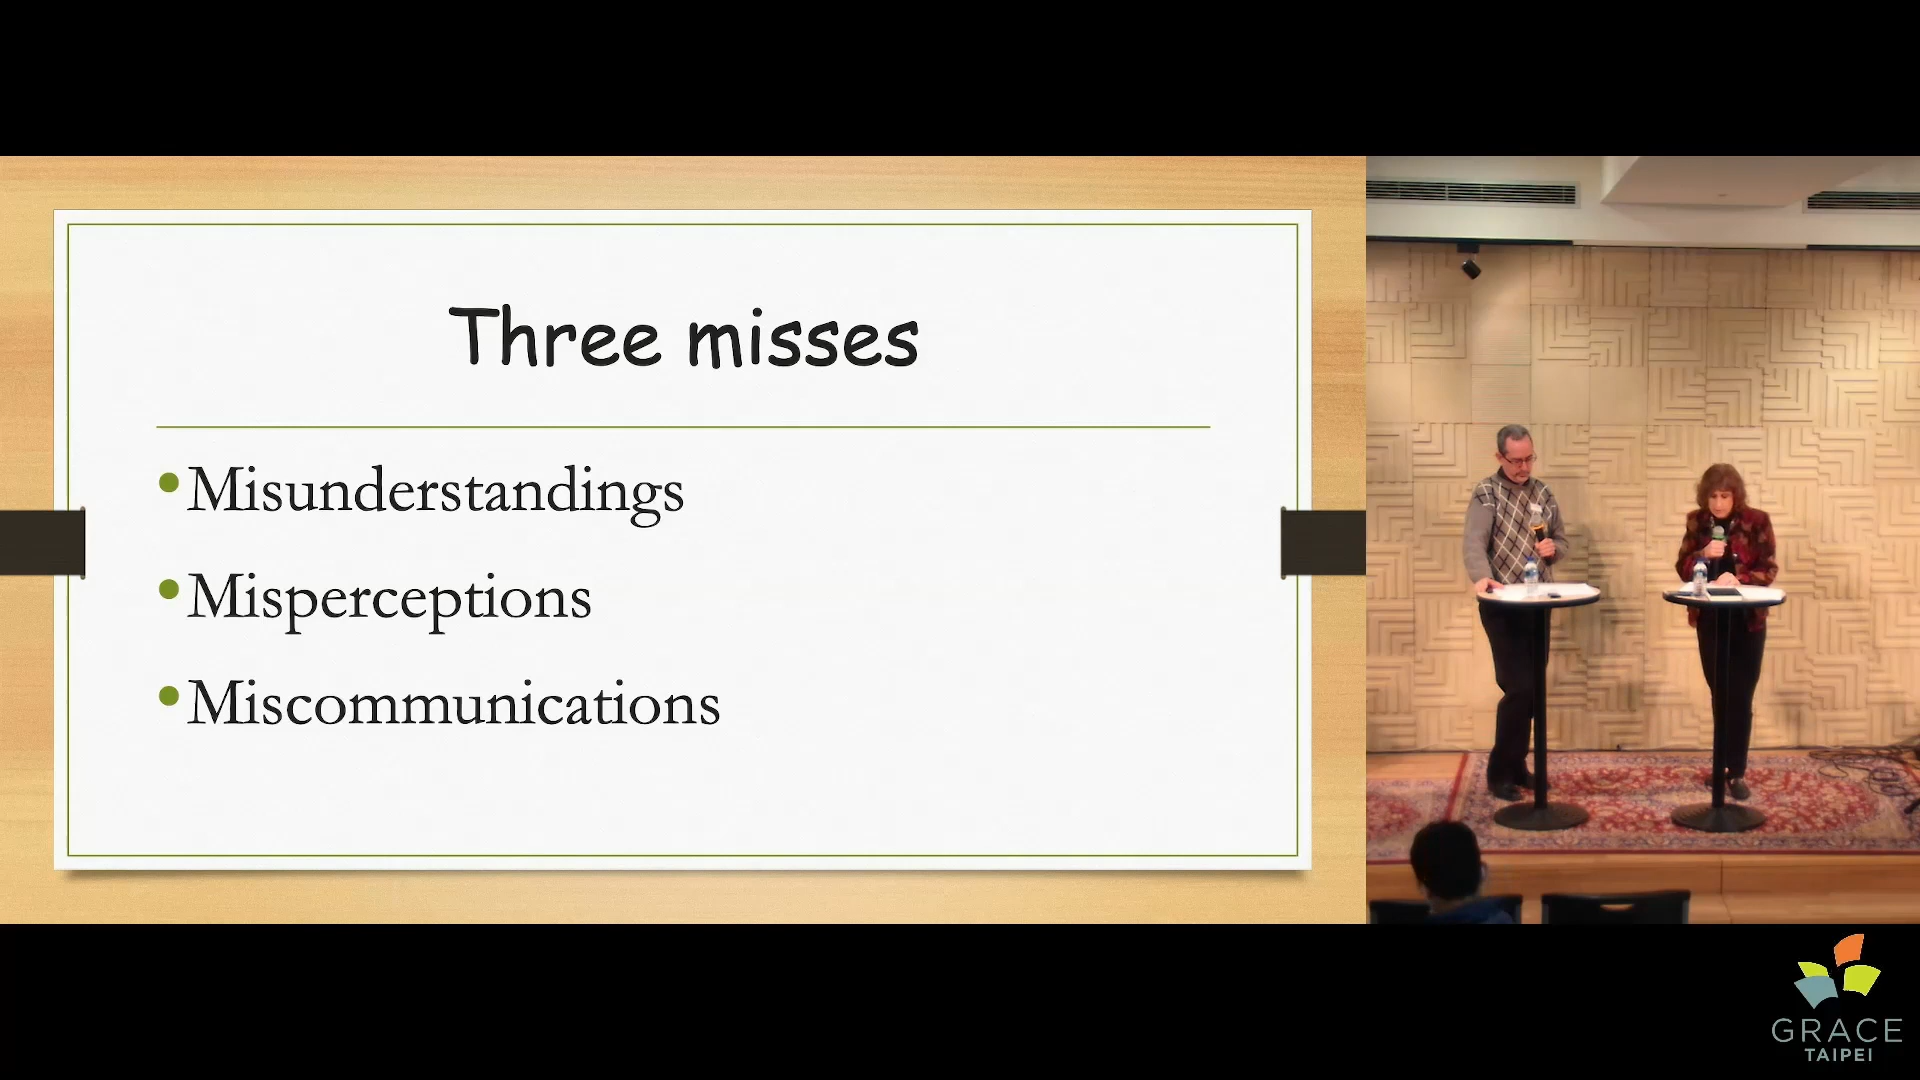 Three misses
•Misunderstandings
•Misperceptions
•Miscommunications
GRACE
TAIPEI